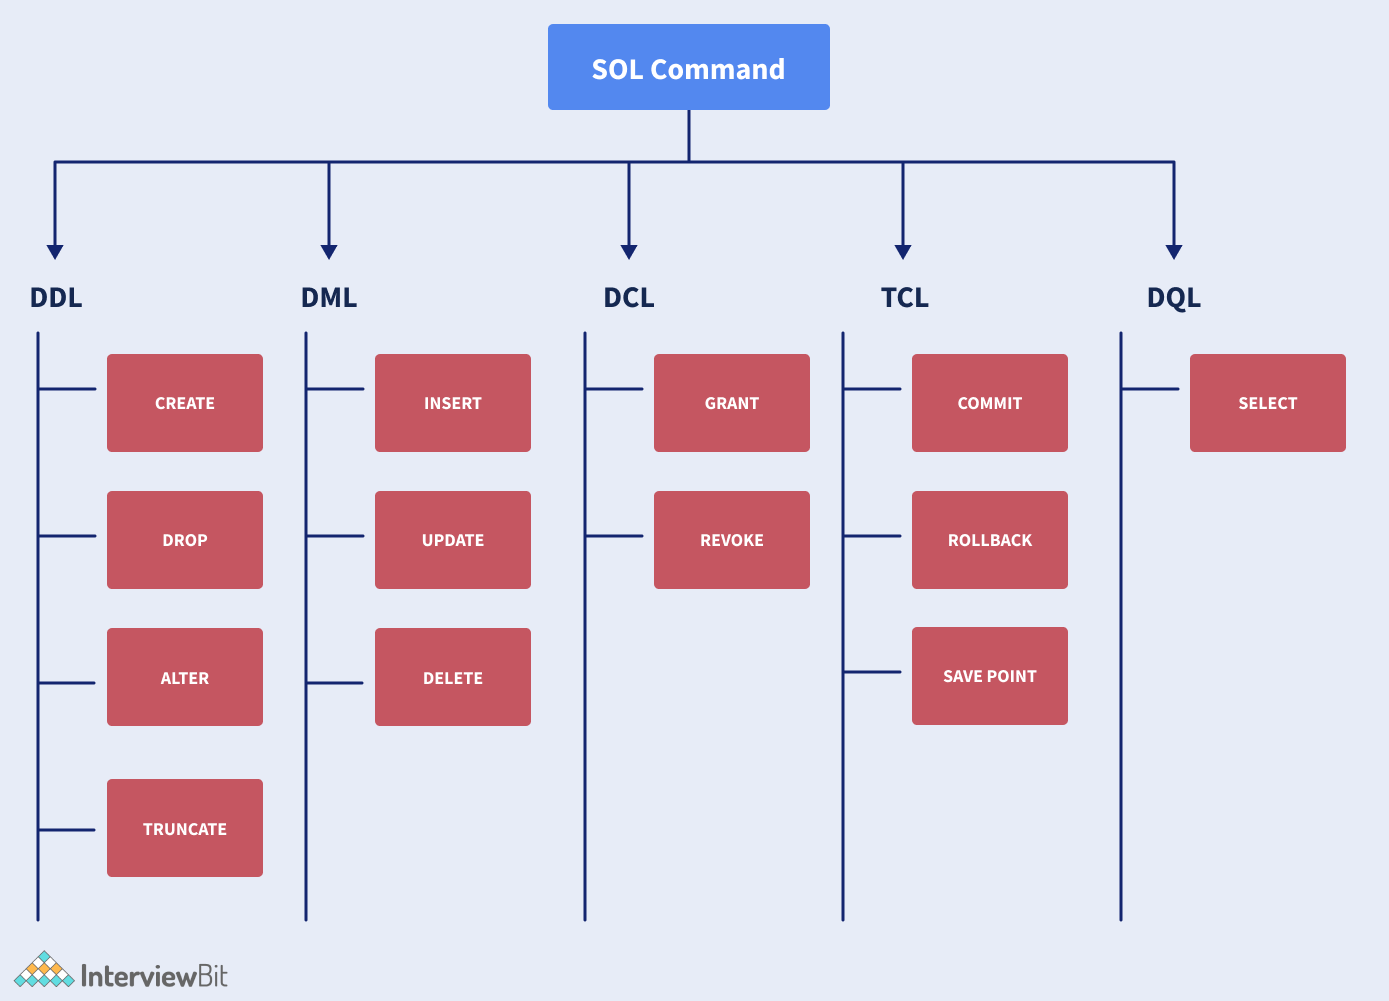 SOL Command
DDL
CREATE
DROP
ALTER
TRUNCATE
DML
INSERT
UPDATE
DELETE
DCL
GRANT
REVOKE
TCL
COMMIT
ROLLBACK
SAVE POINT
DQL
SELECT
InterviewBit